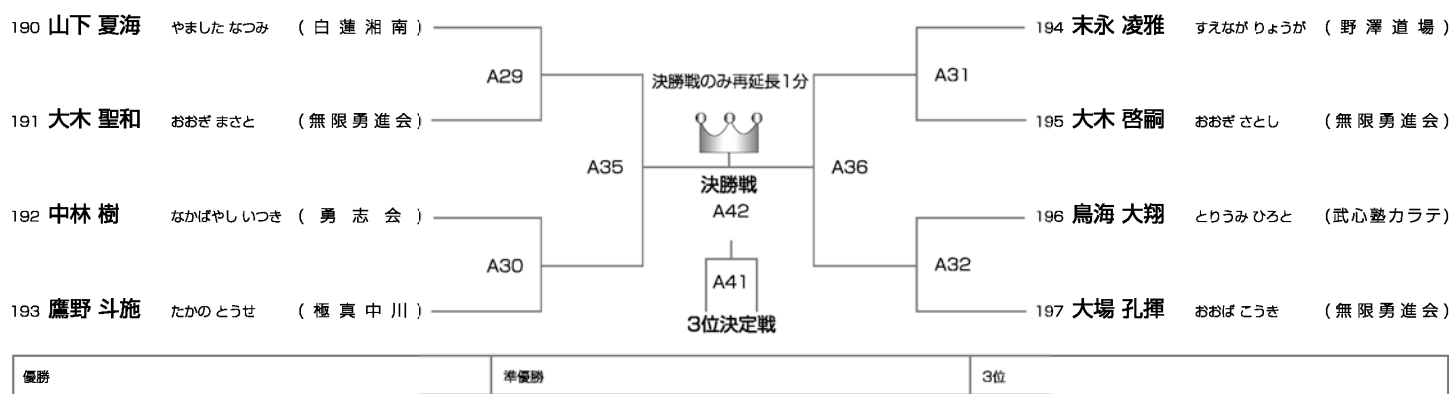 190 山下 夏海 やました なつみ (白蓮湘南)
191 大木 聖和 おおぎ まさと (無限勇進会)
192 中林 樹 なかばやし いつき (勇志会)
193 鷹野 斗施 たかの とうせ (極真中川)
A29
A30
A35
決勝戦のみ再延長1分
決勝戦
A42
A41
3位決定戦
A36
A31
A32
194 末永 凌雅 すえなが りょうが (野澤道場)
195 大木 啓嗣 おおぎ さとし (無限勇進会)
196 鳥海 大翔 とりうみ ひろと (武心塾カラテ)
197 大場 孔揮 おおば こうき (無限勇進会)
優勝
準優勝
3位